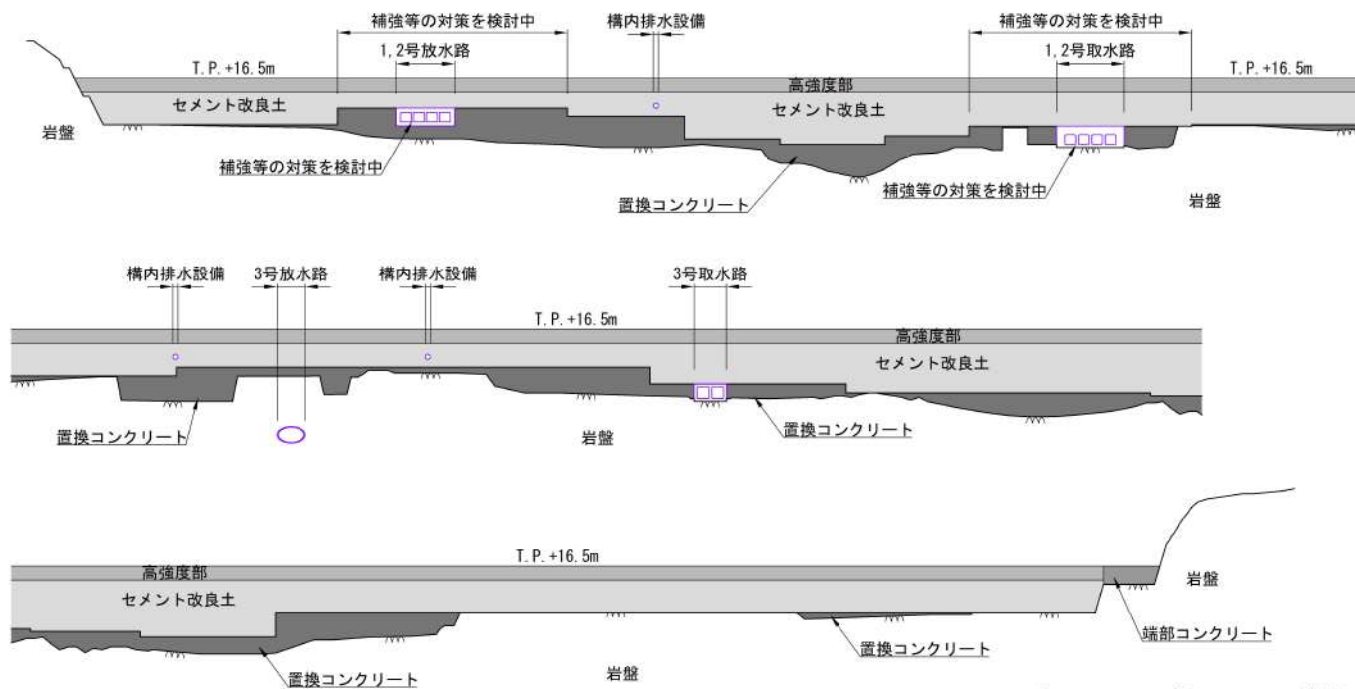 補強等の対策を検討中
構内排水設備
補強等の対策を検討中
1,2号放水路
1,2号取水路
T.P.+16.5m
T.P.+16.5m
高強度部
セメント改良土
セメント改良土
岩盤
補強等の対策を検討中
置換コンクリート
補強等の対策を検討中
岩盤
構内排水設備
3号放水路
構内排水設備
3号取水路
T.P.+16.5m
高強度部
セメント改良土
置換コンクリート
岩盤
置換コンクリート
T.P.+16.5m
高強度部
セメント改良土
岩盤
端部コンクリート
置換コンクリート
置換コンクリート
岩盤